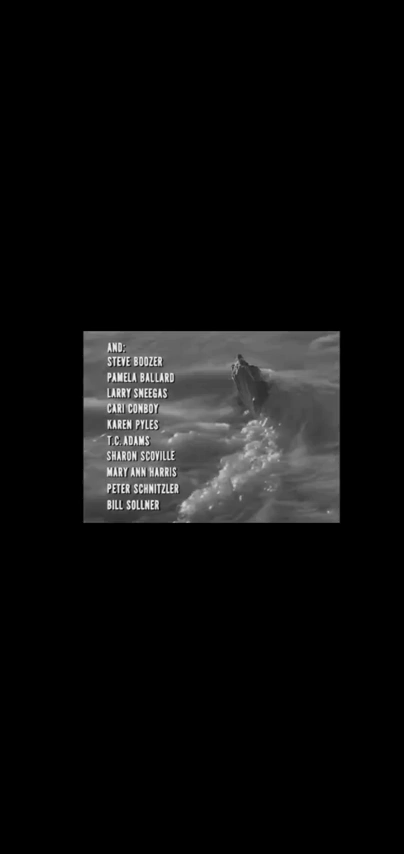 AND:
STEVE BOOZER
PAMELA BALLARD
LARRY SNEEGAS
CARI CONBOY
KAREN PYLES
T.C. ADAMS
SHARON SCOVILLE
MARY ANN HARRIS
PETER SCHNITZLER
BILL SOLLNER